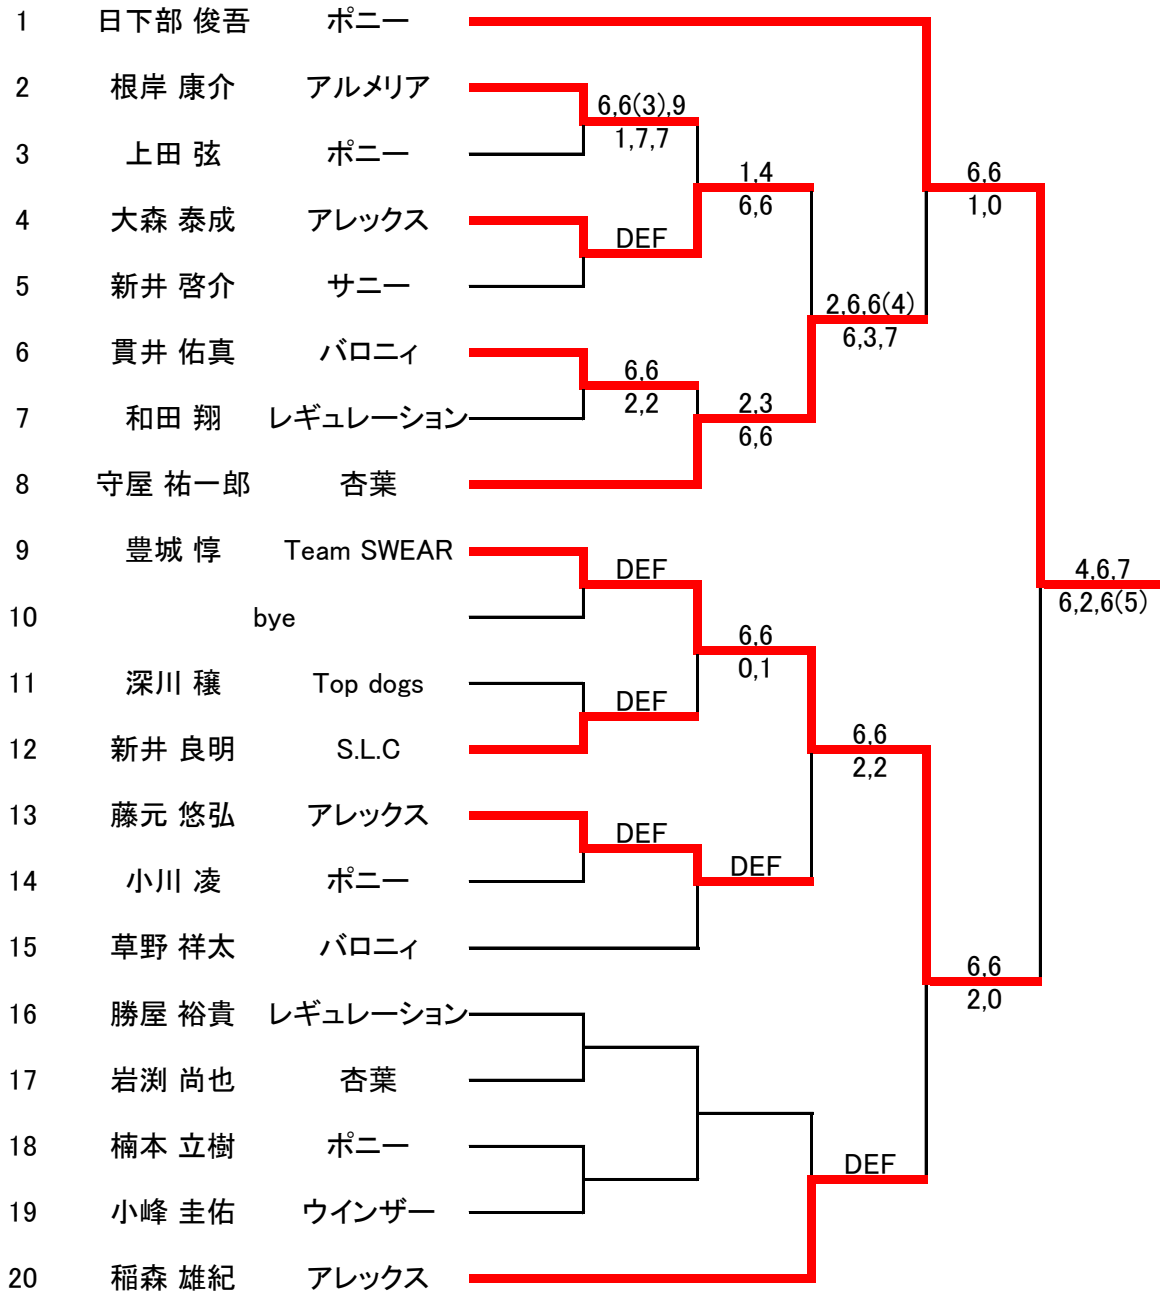 1 日下部 俊吾 ポニー
2 根岸 康介 アルメリア
6,6(3),9
1,7,7
3 上田 弦 ポニー
1,4
6,6
6,6
1,0
4 大森 泰成 アレックス
DEF
5 新井 啓介 サニー
2,6,6(4)
6,3,7
6 貫井 佑真 バロニィ
6,6
2,2
7 和田 翔 レギュレーション
2,3
6,6
8 守屋 祐一郎 杏葉
9 豊城 惇 Team SWEAR
DEF
4,6,7
6,2,6(5)
10 bye
6,6
0,1
11 深川 穣 Top dogs
DEF
12 新井 良明 S.L.C
6,6
2,2
13 藤元 悠弘 アレックス
DEF
14 小川 凌 ポニー
DEF
15 草野 祥太 バロニィ
6,6
2,0
16 勝屋 裕貴 レギュレーション
17 岩渕 尚也 杏葉
18 楠本 立樹 ポニー
DEF
19 小峰 圭佑 ウインザー
20 稲森 雄紀 アレックス